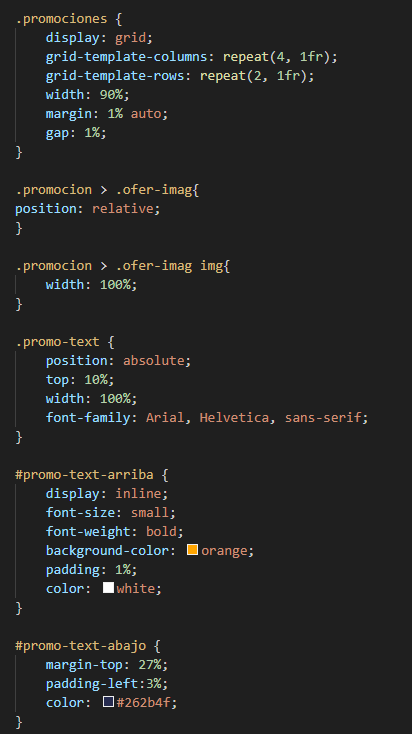 .promociones {
    display: grid;
    grid-template-columns: repeat(4, 1fr);
    grid-template-rows: repeat(2, 1fr);
    width: 90%;
    margin: 1% auto;
    gap: 1%;
}

.promocion > .ofer-imag{
position: relative;
}

.promocion > .ofer-imag img{
    width: 100%;
}

.promo-text {
    position: absolute;
    top: 10%;
    width: 100%;
    font-family: Arial, Helvetica, sans-serif;
}

#promo-text-arriba {
    display: inline;
    font-size: small;
    font-weight: bold;
    background-color: orange;
    padding: 1%;
    color: white;
}

#promo-text-abajo {
    margin-top: 27%;
    padding-left:3%;
    color: #262b4f;
}